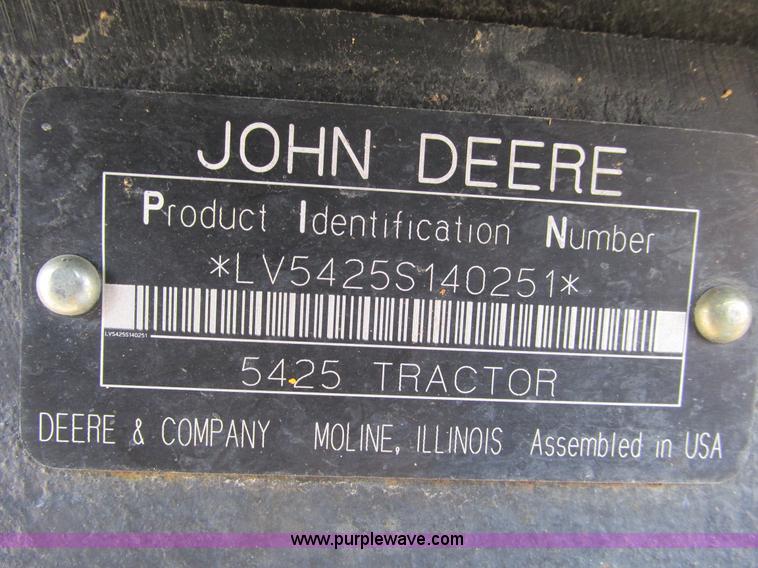 JOHN DEERE
Product Identification Number
*LV5425S140251*
LV5425S140251
5425 TRACTOR
DEERE & COMPANY MOLINE, ILLINOIS Assembled in USA
www.purplewave.com